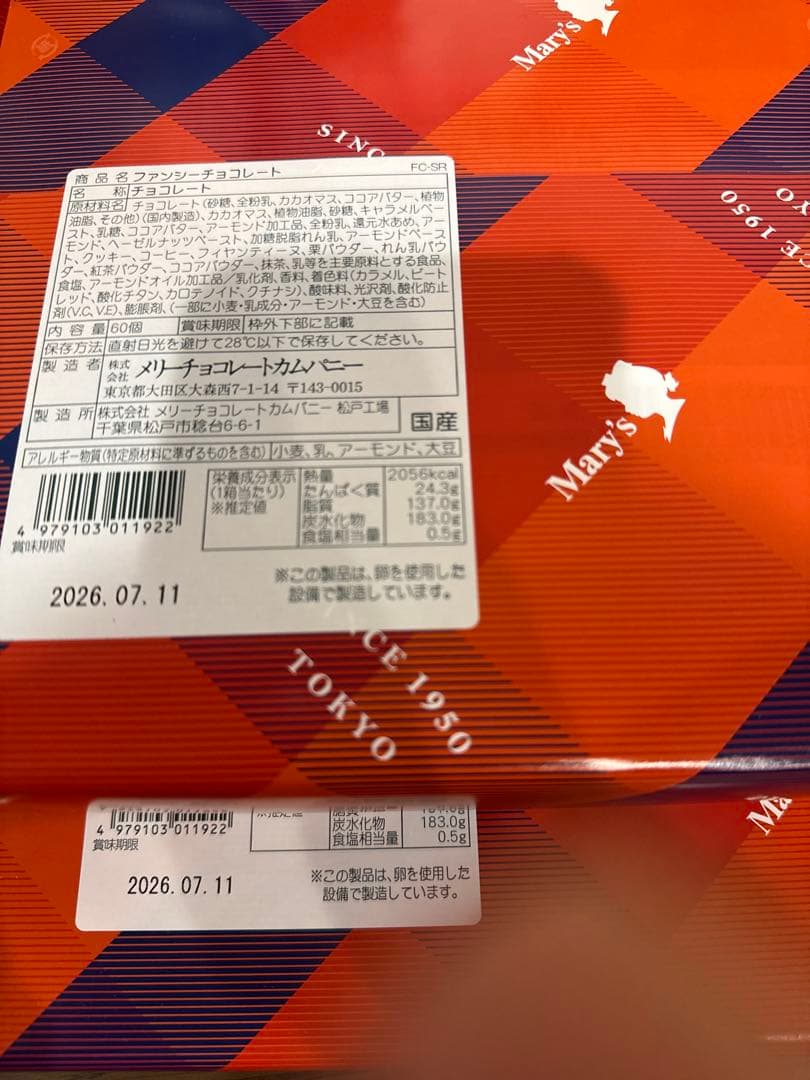 Mary's
SINC
FC-SR
商品名 ファンシーチョコレート
名称 チョコレート
原材料名 チョコレート(砂糖、全粉乳、カカオマス、ココアバター、植物
油脂、その他)(国内製造)、カカオマス、植物油脂、砂糖、キャラメルペー
スト、乳糖、ココアバター、アーモンド加工品、全粉乳、還元水あめ、アー
モンド、ヘーゼルナッツペースト、加糖脱脂れん乳、アーモンドペース
ト、クッキー、コーヒー、フィヤンティーヌ、栗パウダー、れん乳パウ
ダー、紅茶パウダー、ココアパウダー、抹茶、乳等を主要原料とする食品、
食塩、アーモンドオイル加工品/乳化剤、香料、着色料(カラメル、ビート
レッド、酸化チタン、カロテノイド、クチナシ)、酸味料、光沢剤、酸化防止
剤(V.C、V.E)、膨脹剤、(一部に小麦・乳成分・アーモンド・大豆を含む)
内容量 60個 賞味期限 枠外下部に記載
保存方法 直射日光を避けて28℃以下で保存してください。
製造者 株式会社 メリーチョコレートカムパニー
東京都大田区大森西7-1-14 〒143-0015
製造所 株式会社 メリーチョコレートカムパニー 松戸工場
千葉県松戸市稔台6-6-1
国産
アレルギー物質(特定原材料に準ずるものを含む) 小麦、乳、アーモンド、大豆
栄養成分表示
(1箱当たり)
※推定値
熱量 2056kcal
たんぱく質 24.3g
脂質 137.0g
炭水化物 183.0g
食塩相当量 0.5g
4 979103 011922
賞味期限
2026.07.11
※この製品は、卵を使用した
設備で製造しています。
NCE 1950
TOKYO
Mary's
CE 1950
YO
4 979103 011922
賞味期限
2026.07.11
炭水化物 183.0g
食塩相当量 0.5g
※この製品は、卵を使用した
設備で製造しています。
Ma